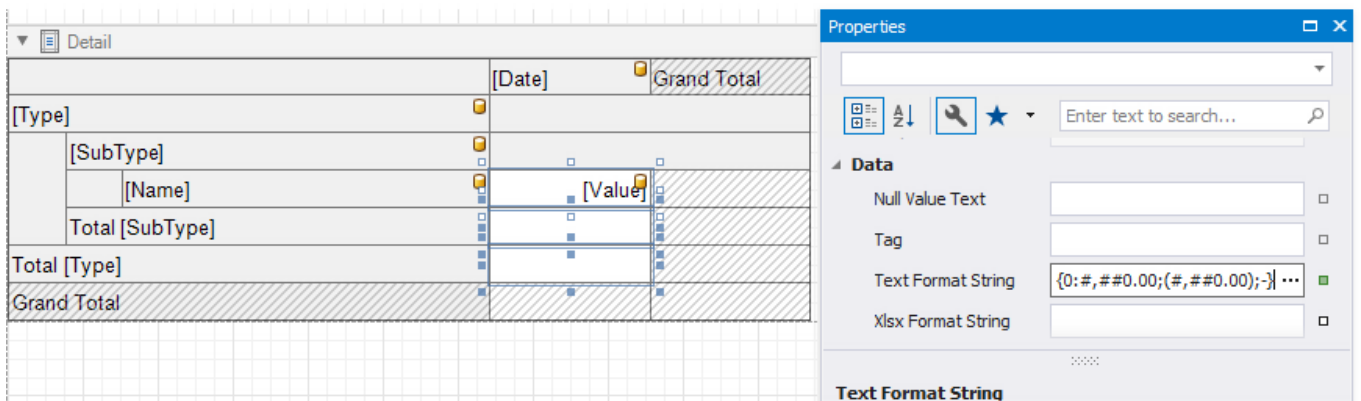 Detail
[Date] Grand Total
[Type]
[SubType]
[Name] [Value]
Total [SubType]
Total [Type]
Grand Total
Properties
Enter text to search...
Data
Null Value Text
Tag
Text Format String {0:#,##0.00;(#,##0.00);-} ...
Xlsx Format String
Text Format String